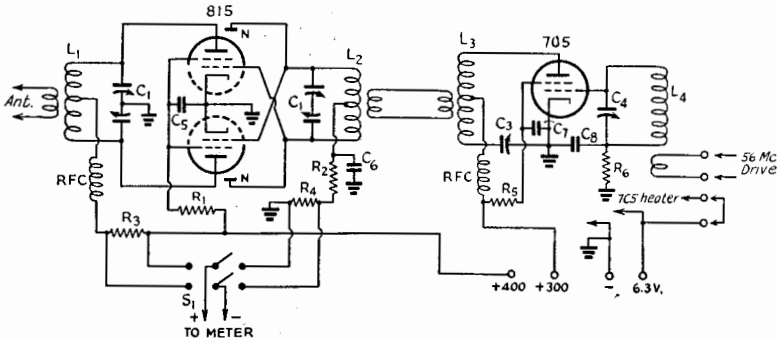 815
N
L1
L2
L3
705
C1
C5
C1
Ant.
C3
C7
C8
C4
L4
N
RFC
R2
C6
RFC
R5
R6
56 Mc
Drive
R1
R4
7C5 heater
R3
S1
+ -
TO METER
+400
+300
-
6.3V.